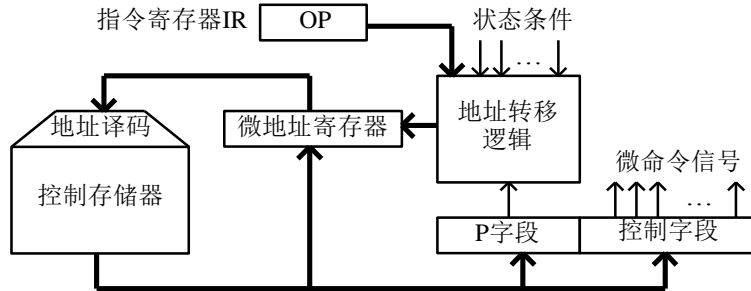 指令寄存器IR
OP
状态条件
…
地址译码
微地址寄存器
地址转移
逻辑
控制存储器
微命令信号
…
P字段
控制字段